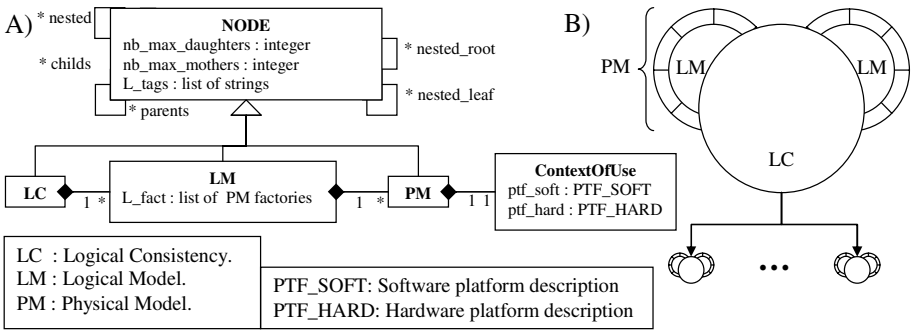 A)
* nested
NODE
nb_max_daughters : integer
nb_max_mothers : integer
L_tags : list of strings
* childs
* parents
* nested_root
* nested_leaf
LC
1 *
LM
L_fact : list of PM factories
1 *
PM
1 1
ContextOfUse
ptf_soft : PTF_SOFT
ptf_hard : PTF_HARD
LC : Logical Consistency.
LM : Logical Model.
PM : Physical Model.
PTF_SOFT: Software platform description
PTF_HARD: Hardware platform description
B)
PM
LM
LM
LC